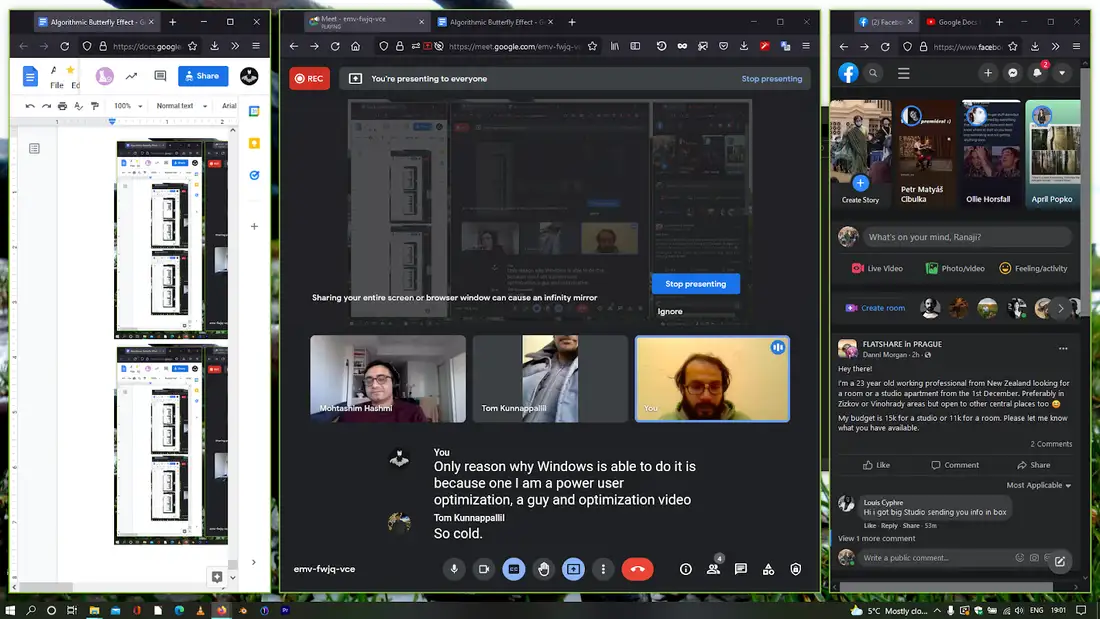 Algorithmic Butterfly Effect - G
https://docs.google.
File
Ed
Share
100%
Normal text
Arial
1
1
2
Meet - emv-fwjq-vce
PLAYING
Algorithmic Butterfly Effect - G
https://meet.google.com/emv-fwjq-v
REC
You're presenting to everyone
Stop presenting
Sharing your entire screen or browser window can cause an infinity mirror
Stop presenting
Ignore
Mohtashim Hashmi
Tom Kunnappallil
You
You
Only reason why Windows is able to do it is
because one I am a power user
optimization, a guy and optimization video
Tom Kunnappallil
So cold.
emv-fwjq-vce
4
(2) Facebook
YouTube
Google Docs
https://www.facebo
2
Create Story
premiéra! :)
Petr Matyáš
Cibulka
Ollie Horsfall
April Popko
What's on your mind, Ranaji?
Live Video
Photo/video
Feeling/activity
Create room
FLATSHARE in PRAGUE
Danni Morgan · 2h ·
Hey there!
I'm a 23 year old working professional from New Zealand looking for
a room or a studio apartment from the 1st December. Preferably in
Zizkov or Vinohrady areas but open to other central places too 😄
My budget is 15k for a studio or 11k for a room. Please let me know
what you have available.
2 Comments
Like
Comment
Share
Most Applicable
Louis Cyphre
Hi i got big Studio sending you info in box
Like · Reply · Share · 53m
View 1 more comment
Write a public comment...
5°C Mostly clo...
ENG
19:01